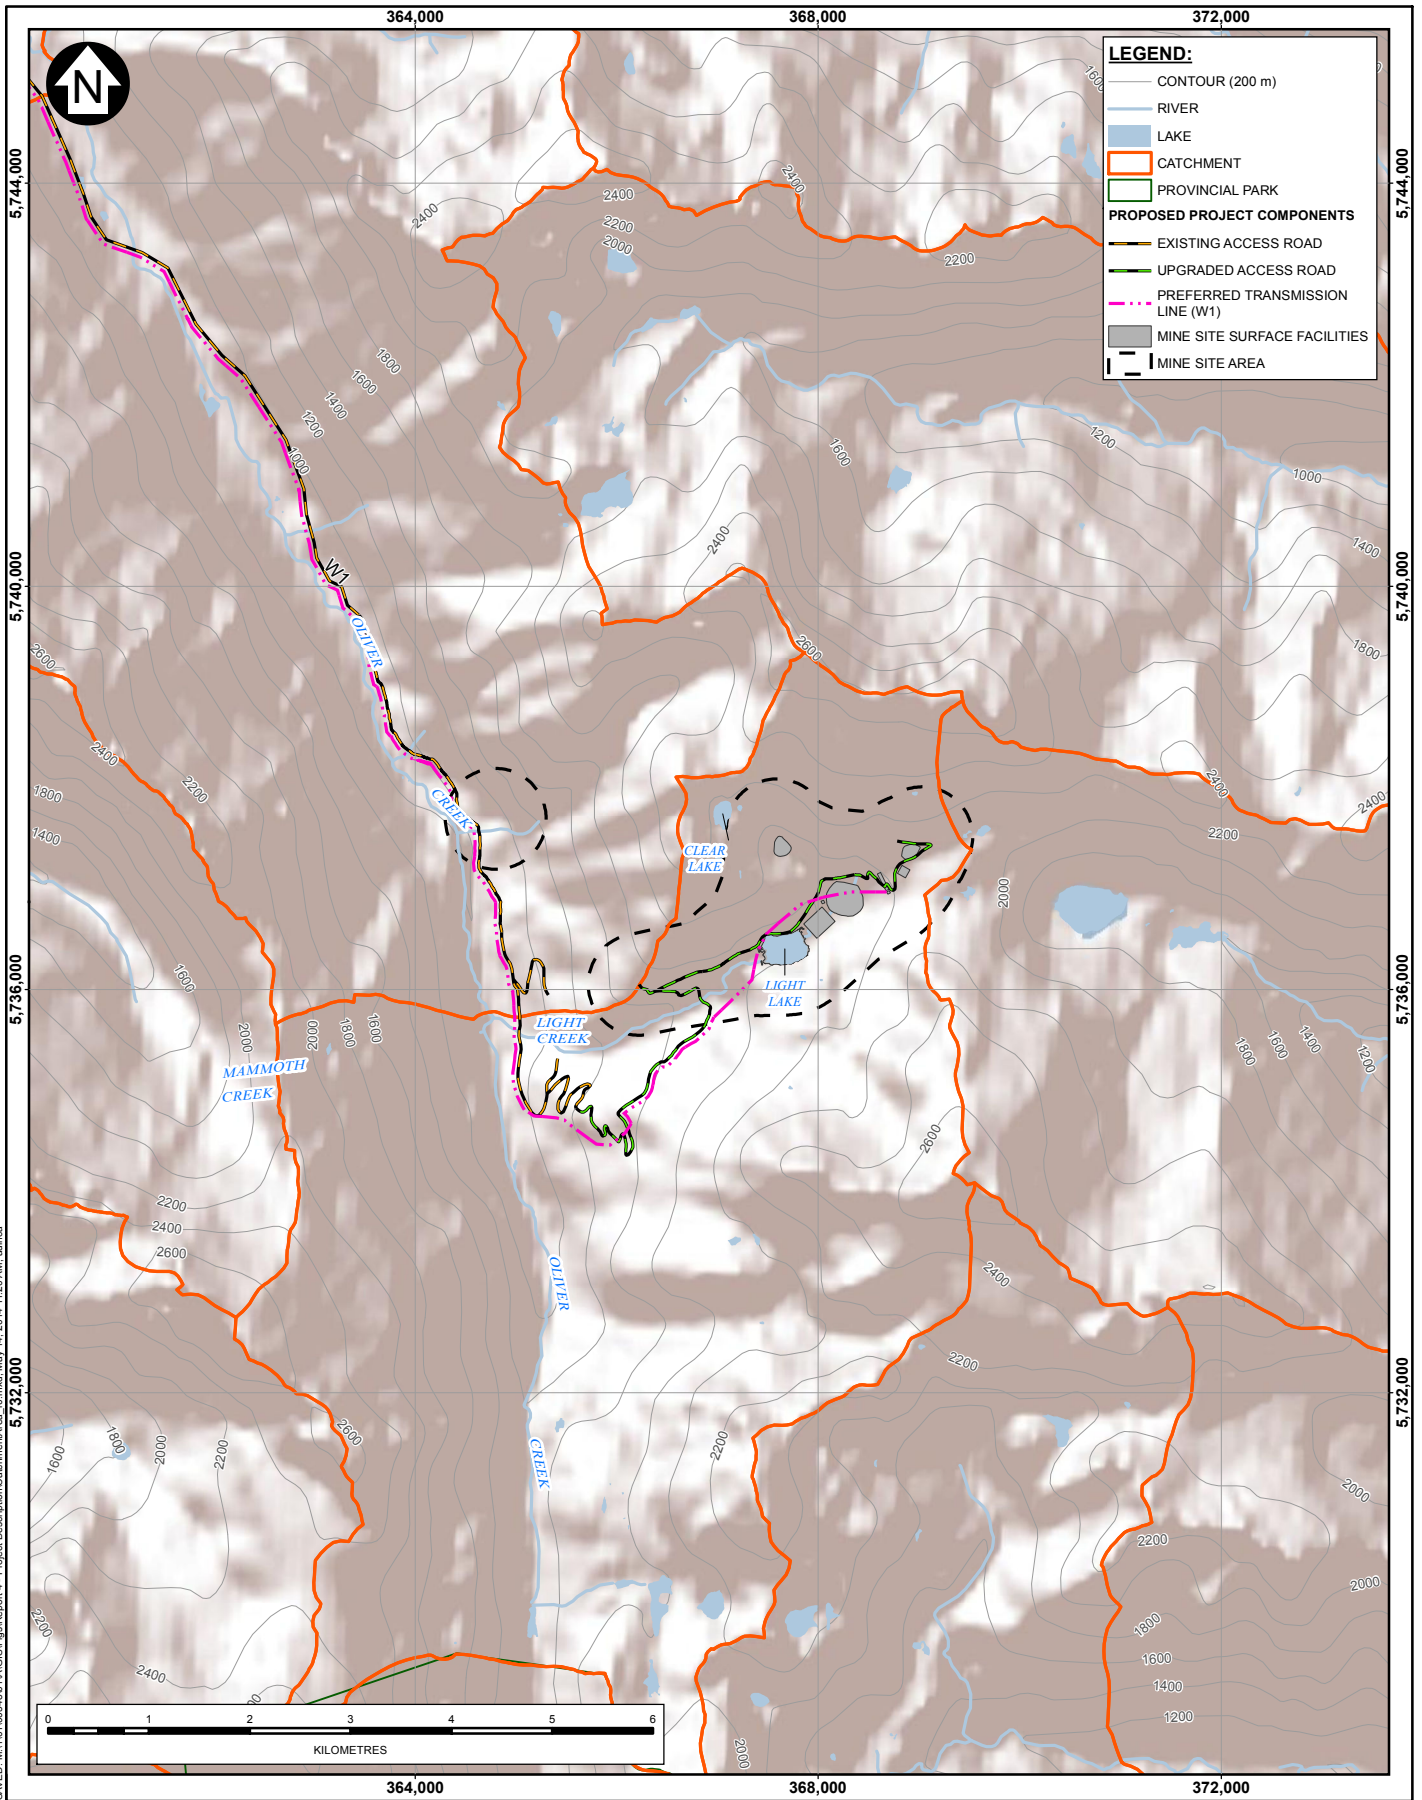 364,000
368,000
372,000
N
LEGEND:
CONTOUR (200 m)
RIVER
LAKE
CATCHMENT
PROVINCIAL PARK
PROPOSED PROJECT COMPONENTS
EXISTING ACCESS ROAD
UPGRADED ACCESS ROAD
PREFERRED TRANSMISSION
LINE (W1)
MINE SITE SURFACE FACILITIES
MINE SITE AREA
1600
5,744,000
5,744,000
2400
2400
2400
2200
2000
2200
1800
1600
1400
1200
1000
1600
1200
1000
1400
2400
5,740,000
5,740,000
W1
OLIVER
2600
2600
1800
2400
2200
1800
1400
CREEK
2400
2400
2200
CLEAR
LAKE
2000
LIGHT
LAKE
1600
5,736,000
5,736,000
LIGHT
CREEK
2000
2000
1800
1600
MAMMOTH
CREEK
1800
1600
1400
1200
2600
2200
2400
2600
OLIVER
2400
2200
5,732,000
5,732,000
2600
1600
1800
2000
2200
2200
CREEK
2000
2200
2000
2200
1800
1600
1400
1200
2400
2000
0
1
2
3
4
5
6
KILOMETRES
364,000
368,000
372,000